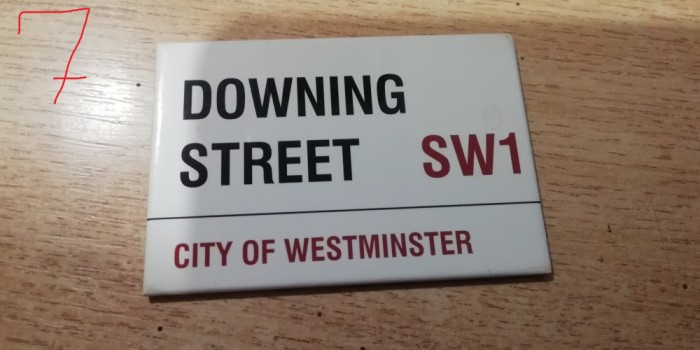 7
DOWNING
STREET SW1
CITY OF WESTMINSTER